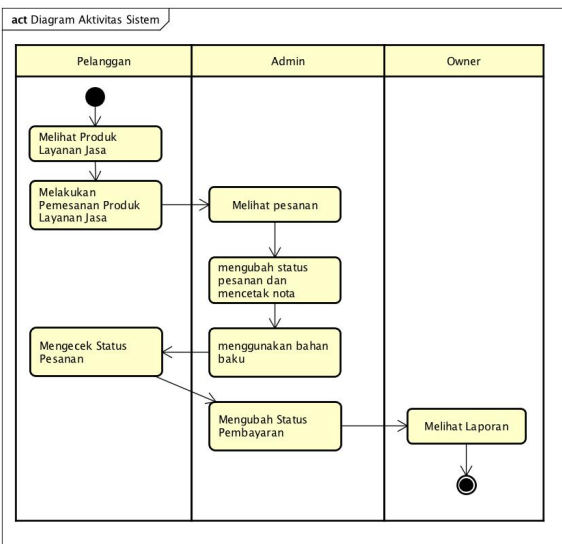 act Diagram Aktivitas Sistem
Pelanggan
Admin
Owner
Melihat Produk
Layanan Jasa
Melakukan
Pemesanan Produk
Layanan Jasa
Melihat pesanan
mengubah status
pesanan dan
mencetak nota
menggunakan bahan
baku
Mengecek Status
Pesanan
Mengubah Status
Pembayaran
Melihat Laporan